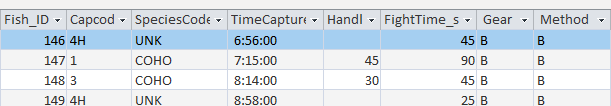 Fish_ID Capcod SpeciesCode TimeCapture Handl FightTime_s Gear Method
146 4H UNK 6:56:00 45 B B
147 1 COHO 7:15:00 45 90 B B
148 3 COHO 8:14:00 30 45 B B
149 4H UNK 8:58:00 25 B B